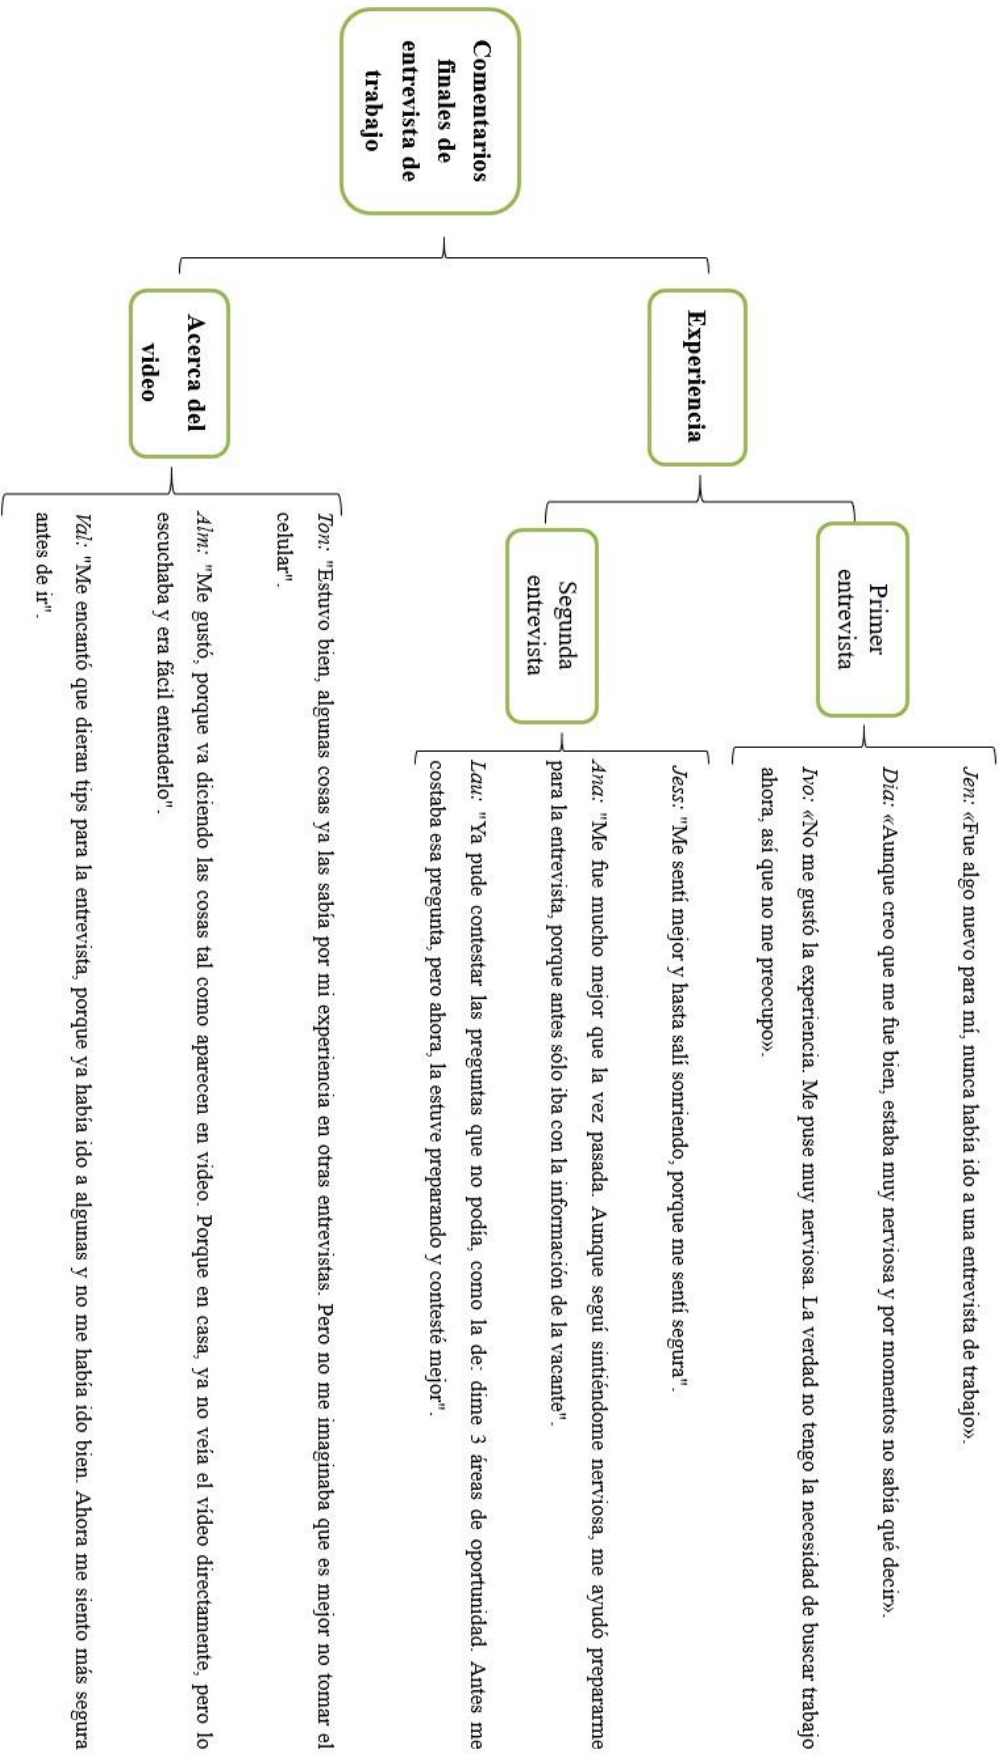 Comentarios
finales de
entrevista de
trabajo
Experiencia
Primer
entrevista
Jen: «Fue algo nuevo para mí, nunca había ido a una entrevista de trabajo».
Dia: «Aunque creo que me fue bien, estaba muy nerviosa y por momentos no sabía qué decir».
Ivo: «No me gustó la experiencia. Me puse muy nerviosa. La verdad no tengo la necesidad de buscar trabajo
ahora, así que no me preocupo».
Segunda
entrevista
Jess: "Me sentí mejor y hasta salí sonriendo, porque me sentí segura".
Ana: "Me fue mucho mejor que la vez pasada. Aunque seguí sintiéndome nerviosa, me ayudó prepararme
para la entrevista, porque antes sólo iba con la información de la vacante".
Lau: "Ya pude contestar las preguntas que no podía, como la de: dime 3 áreas de oportunidad. Antes me
costaba esa pregunta, pero ahora, la estuve preparando y contesté mejor".
Acerca del
video
Ton: "Estuvo bien, algunas cosas ya las sabía por mi experiencia en otras entrevistas. Pero no me imaginaba que es mejor no tomar el
celular".
Alm: "Me gustó, porque va diciendo las cosas tal como aparecen en video. Porque en casa, ya no veía el vídeo directamente, pero lo
escuchaba y era fácil entenderlo".
Val: "Me encantó que dieran tips para la entrevista, porque ya había ido a algunas y no me había ido bien. Ahora me siento más segura
antes de ir".